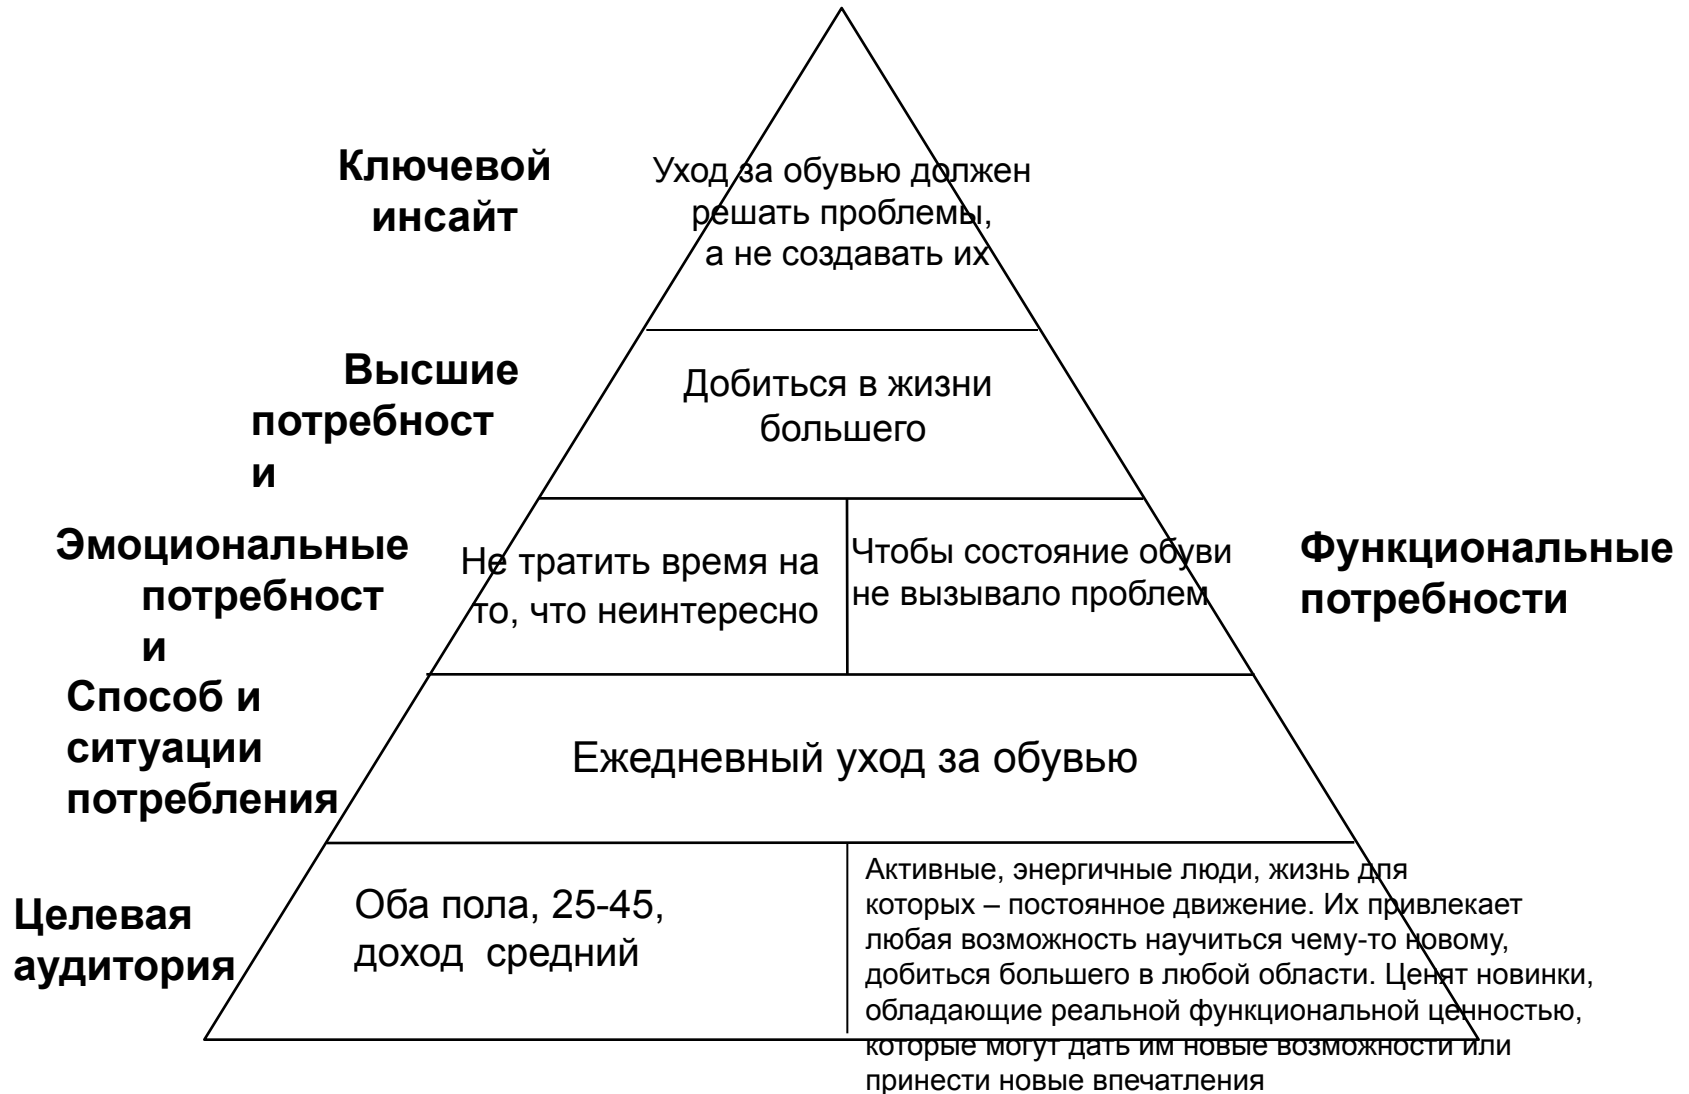 Ключевой
инсайт
Уход за обувью должен
решать проблемы,
а не создавать их
Высшие
потребност
и
Добиться в жизни
большего
Эмоциональные
потребност
и
Не тратить время на
то, что неинтересно
Чтобы состояние обуви
не вызывало проблем
Функциональные
потребности
Способ и
ситуации
потребления
Ежедневный уход за обувью
Целевая
аудитория
Оба пола, 25-45,
доход  средний
Активные, энергичные люди, жизнь для
которых – постоянное движение. Их привлекает
любая возможность научиться чему-то новому,
добиться большего в любой области. Ценят новинки,
обладающие реальной функциональной ценностью,
которые могут дать им новые возможности или
принести новые впечатления